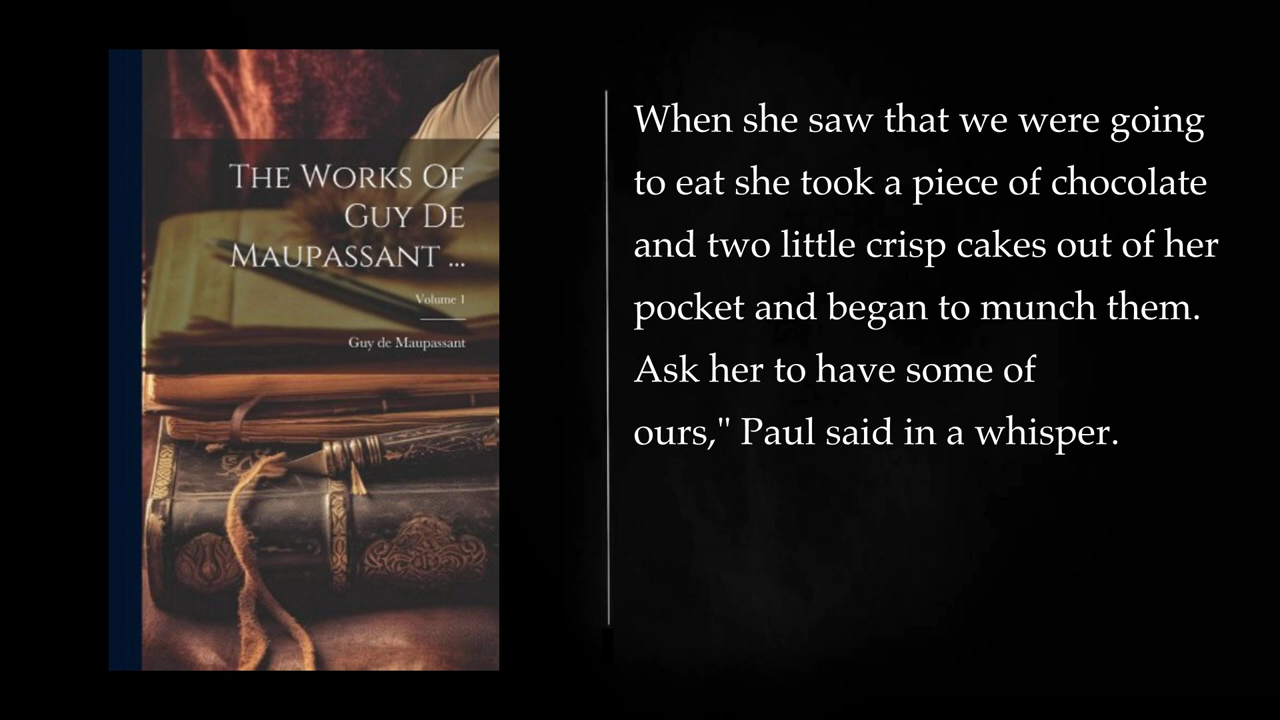 THE WORKS OF
GUY DE
MAUPASSANT ...
Volume 1
Guy de Maupassant
When she saw that we were going
to eat she took a piece of chocolate
and two little crisp cakes out of her
pocket and began to munch them.
Ask her to have some of
ours," Paul said in a whisper.